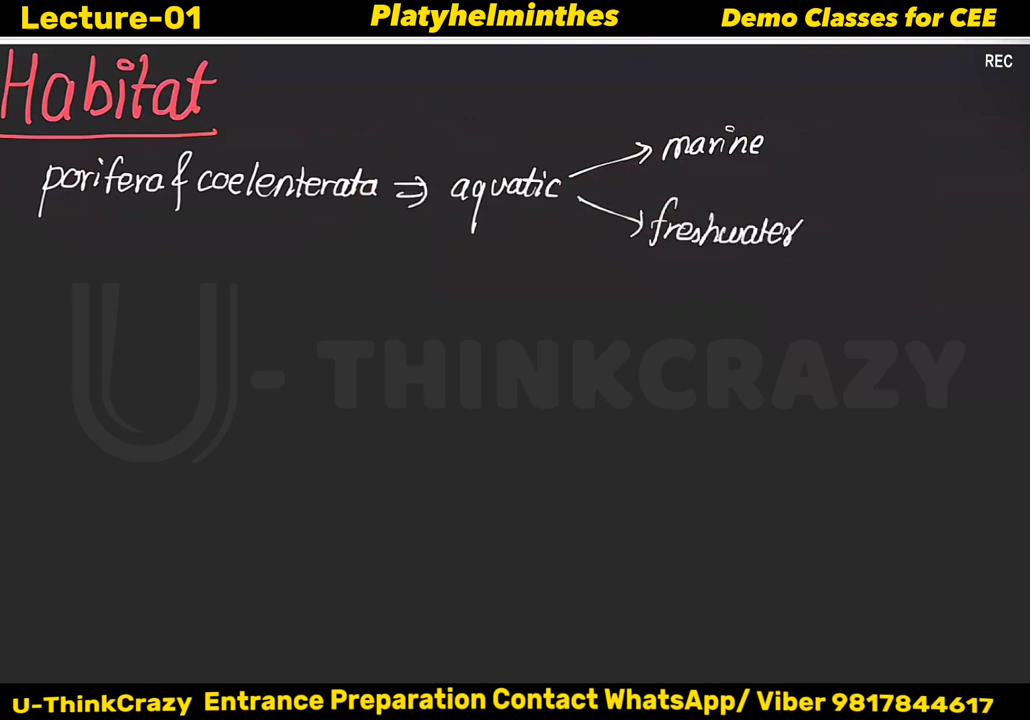 Lecture-01 Platyhelminthes Demo Classes for CEE
REC
Habitat
marine
porifera & coelenterata ⇒ aquatic
freshwater
U-THINKCRAZY
U-ThinkCrazy Entrance Preparation Contact WhatsApp/ Viber 9817844617